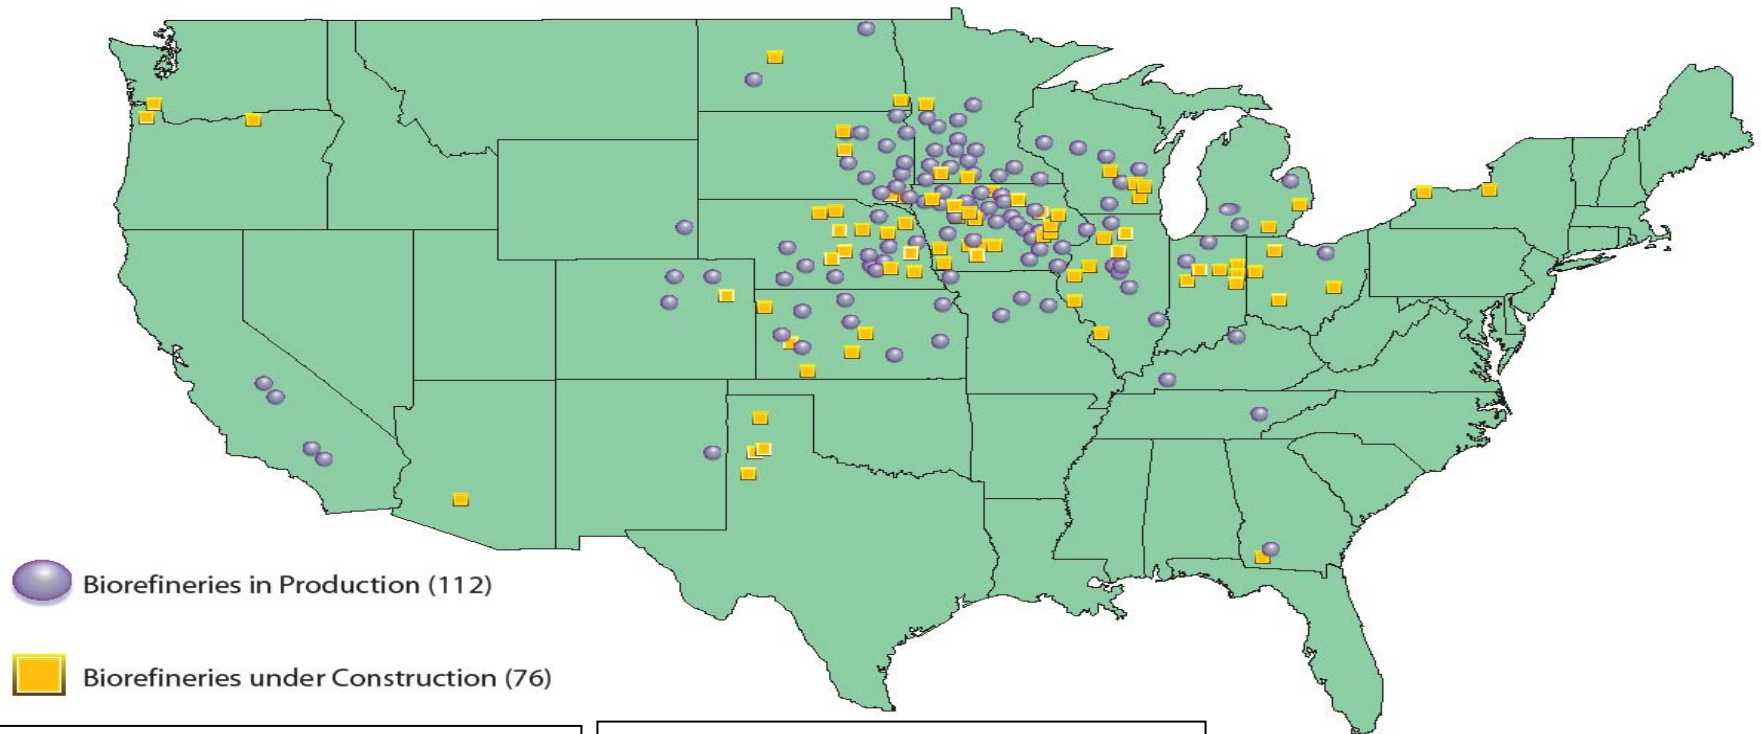 Biorefineries in Production (112)
Biorefineries under Construction (76)